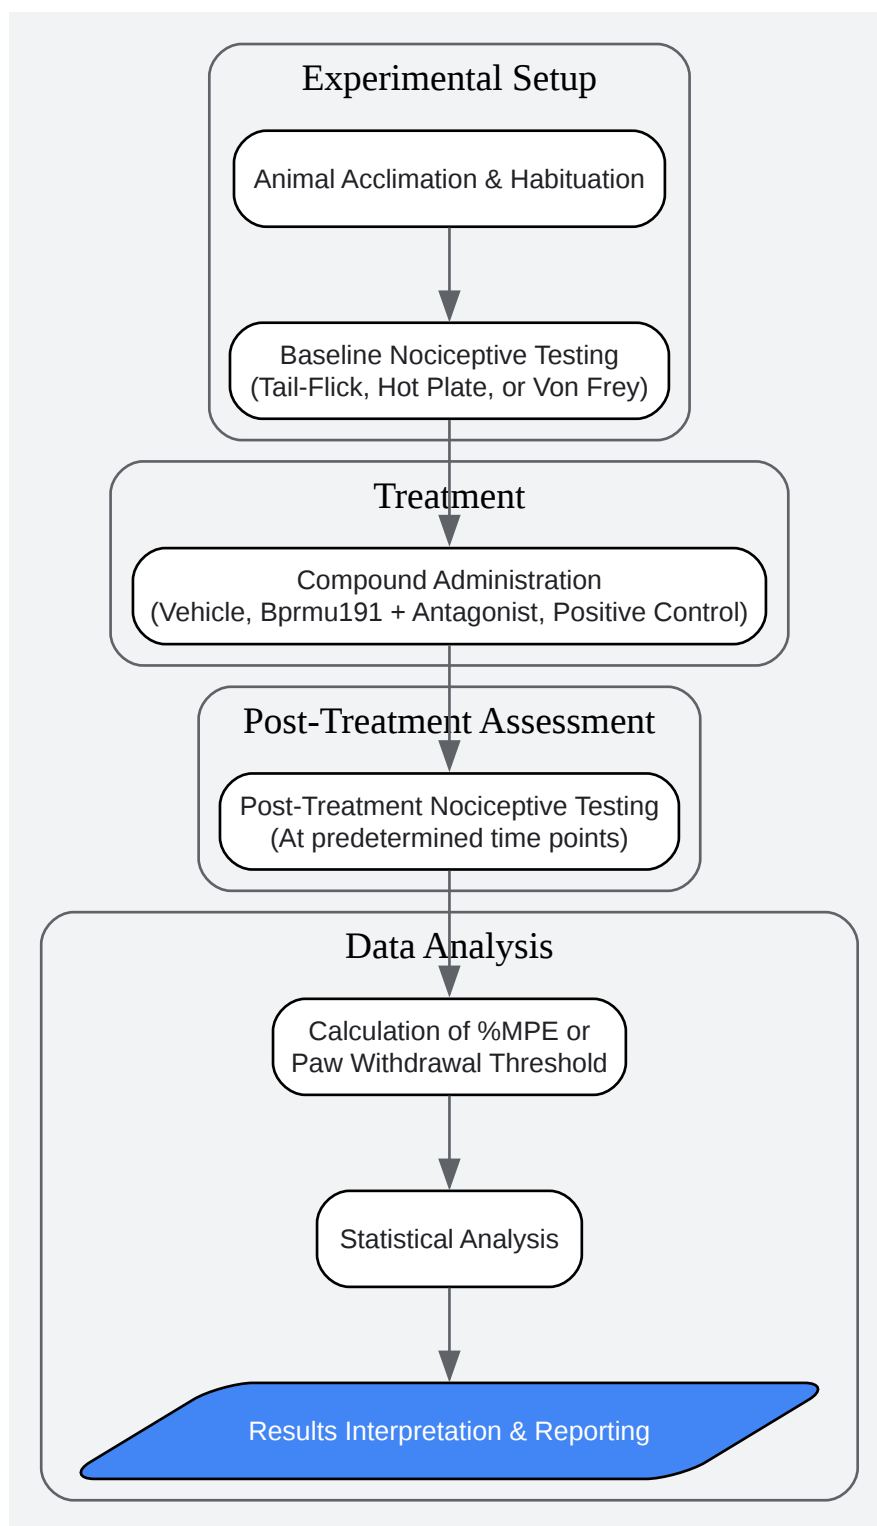 Experimental Setup
Animal Acclimation & Habituation
Baseline Nociceptive Testing
(Tail-Flick, Hot Plate, or Von Frey)
Treatment
Compound Administration
(Vehicle, Bprmu191 + Antagonist, Positive Control)
Post-Treatment Assessment
Post-Treatment Nociceptive Testing
(At predetermined time points)
Data Analysis
Calculation of %MPE or
Paw Withdrawal Threshold
Statistical Analysis
Results Interpretation & Reporting